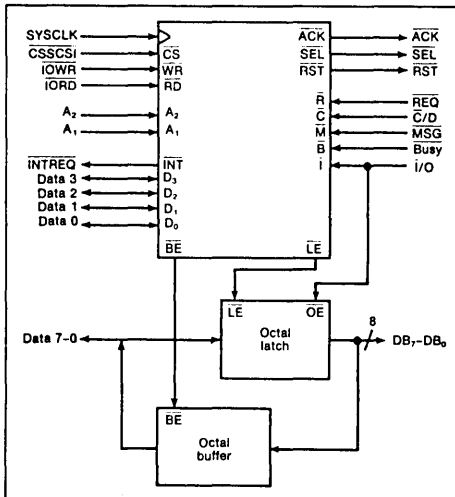 SYSCLK
CSSCSI
IOWR
IORD
A₂
A₁
INTREQ
Data 3
Data 2
Data 1
Data 0
CS
WR
RD
A₂
A₁
INT
D₃
D₂
D₁
D₀
BE
ACK
SEL
RST
R
C
M
B
I
LE
ACK
SEL
RST
REQ
C/D
MSG
Busy
I/O
LE
OE
Octal
latch
Data 7-0
8
DB₇-DB₀
BE
Octal
buffer